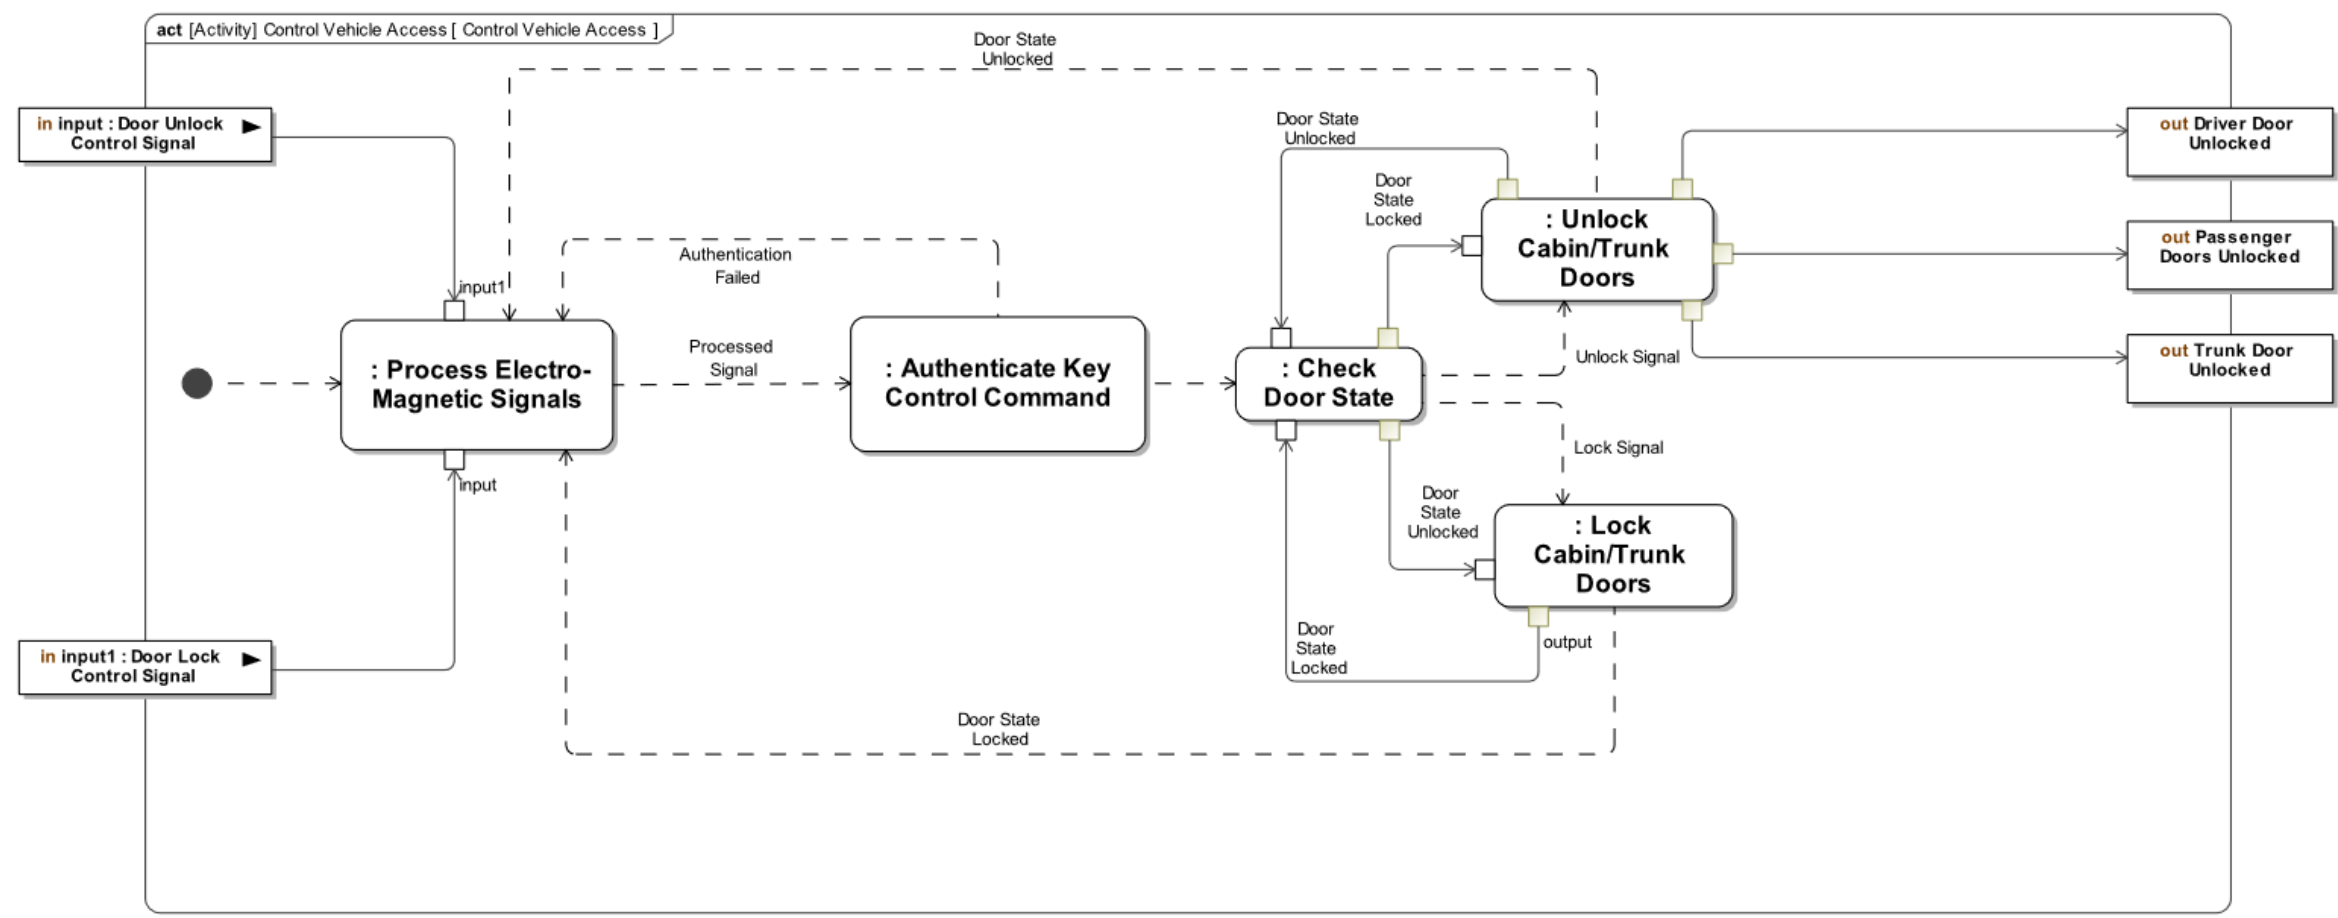 act [Activity] Control Vehicle Access [ Control Vehicle Access ]
Door State
Unlocked
in input : Door Unlock
Control Signal
Door State
Unlocked
out Driver Door
Unlocked
Door
State
Locked
: Unlock
Cabin/Trunk
Doors
out Passenger
Doors Unlocked
Authentication
Failed
input1
Processed
Signal
: Process Electro-
Magnetic Signals
: Authenticate Key
Control Command
: Check
Door State
Unlock Signal
out Trunk Door
Unlocked
Lock Signal
input
Door
State
Unlocked
: Lock
Cabin/Trunk
Doors
Door
State
Locked
output
in input1 : Door Lock
Control Signal
Door State
Locked